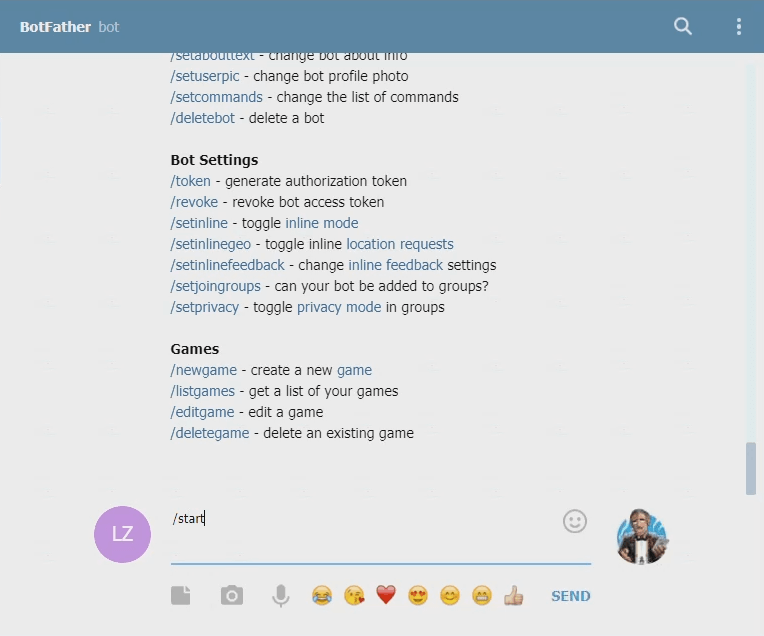 BotFather bot
/setabouttext - change bot about info
/setuserpic - change bot profile photo
/setcommands - change the list of commands
/deletebot - delete a bot
Bot Settings
/token - generate authorization token
/revoke - revoke bot access token
/setinline - toggle inline mode
/setinlinegeo - toggle inline location requests
/setinlinefeedback - change inline feedback settings
/setjoingroups - can your bot be added to groups?
/setprivacy - toggle privacy mode in groups
Games
/newgame - create a new game
/listgames - get a list of your games
/editgame - edit a game
/deletegame - delete an existing game
LZ
/start
SEND